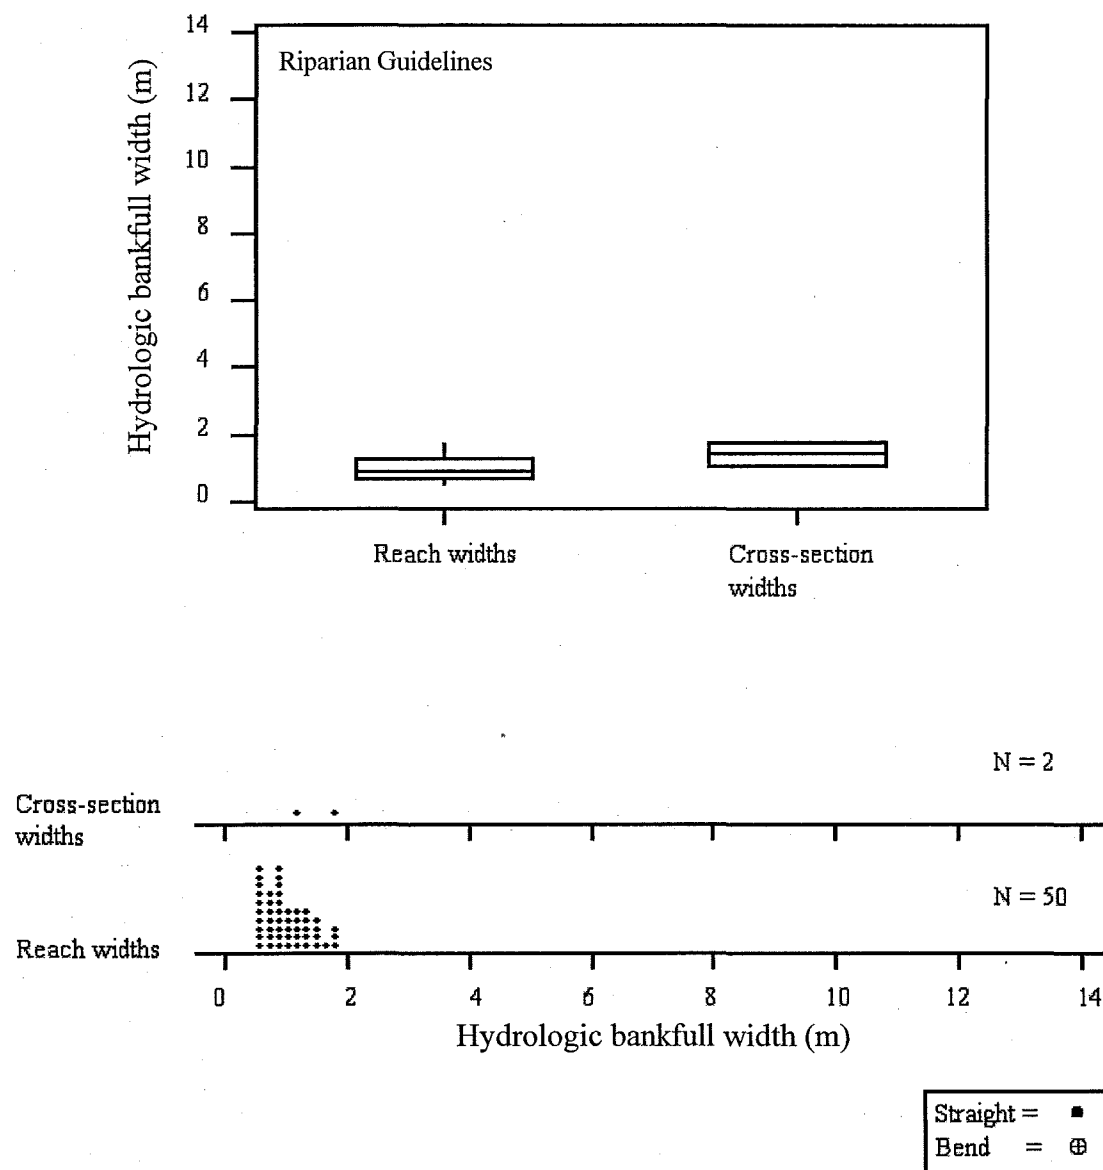 Riparian Guidelines
Hydrologic bankfull width (m)
14
12
10
8
6
4
2
0
Reach widths
Cross-section
widths
N = 2
Cross-section
widths
N = 50
Reach widths
0 2 4 6 8 10 12 14
Hydrologic bankfull width (m)
Straight = ■
Bend = ⊕